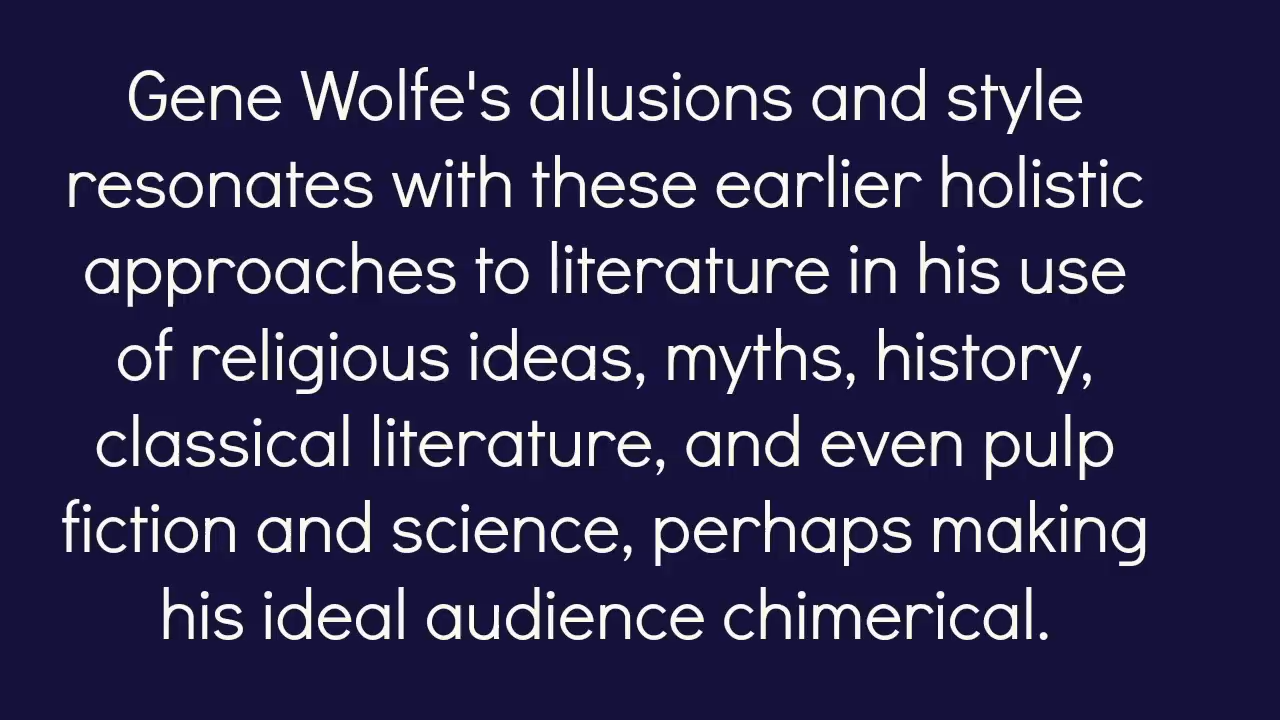 Gene Wolfe's allusions and style
resonates with these earlier holistic
approaches to literature in his use
of religious ideas, myths, history,
classical literature, and even pulp
fiction and science, perhaps making
his ideal audience chimerical.